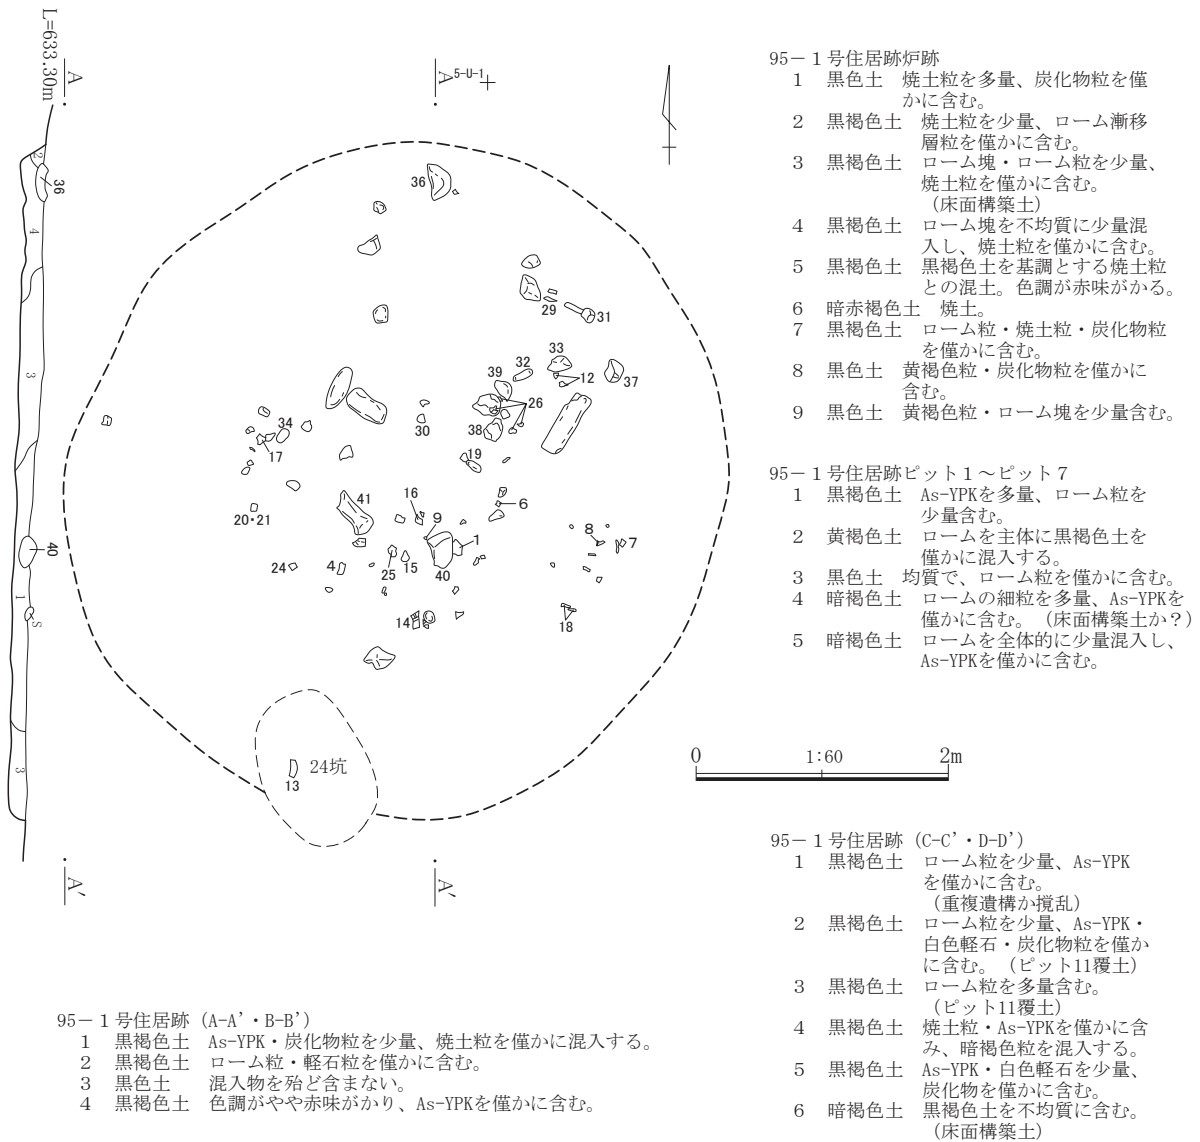 L=633.30m
A
A
5-U-1
2
36
4
3
40
1
S
3
A'
A'
36
29
31
33
32
12
37
39
26
38
30
34
17
19
20・21
41
16
9
6
1
8
7
24
4
25
15
40
14
18
24坑
13
95－１号住居跡炉跡
1 黒色土 焼土粒を多量、炭化物粒を僅
かに含む。
2 黒褐色土 焼土粒を少量、ローム漸移
層粒を僅かに含む。
3 黒褐色土 ローム塊・ローム粒を少量、
焼土粒を僅かに含む。
（床面構築土）
4 黒褐色土 ローム塊を不均質に少量混
入し、焼土粒を僅かに含む。
5 黒褐色土 黒褐色土を基調とする焼土粒
との混土。色調が赤味がかる。
6 暗赤褐色土 焼土。
7 黒褐色土 ローム粒・焼土粒・炭化物粒
を僅かに含む。
8 黒色土 黄褐色粒・炭化物粒を僅かに
含む。
9 黒色土 黄褐色粒・ローム塊を少量含む。
95－１号住居跡ピット１～ピット７
1 黒褐色土 As-YPKを多量、ローム粒を
少量含む。
2 黄褐色土 ロームを主体に黒褐色土を
僅かに混入する。
3 黒色土 均質で、ローム粒を僅かに含む。
4 暗褐色土 ロームの細粒を多量、As-YPKを
僅かに含む。（床面構築土か？）
5 暗褐色土 ロームを全体的に少量混入し、
As-YPKを僅かに含む。
0 1:60 2m
95－１号住居跡（C-C’・D-D’）
1 黒褐色土 ローム粒を少量、As-YPK
を僅かに含む。
（重複遺構か撹乱）
2 黒褐色土 ローム粒を少量、As-YPK・
白色軽石・炭化物粒を僅か
に含む。（ピット11覆土）
3 黒褐色土 ローム粒を多量含む。
（ピット11覆土）
4 黒褐色土 焼土粒・As-YPKを僅かに含
み、暗褐色粒を混入する。
5 黒褐色土 As-YPK・白色軽石を少量、
炭化物を僅かに含む。
6 暗褐色土 黒褐色土を不均質に含む。
（床面構築土）
95－１号住居跡（A-A’・B-B’）
1 黒褐色土 As-YPK・炭化物粒を少量、焼土粒を僅かに混入する。
2 黒褐色土 ローム粒・軽石粒を僅かに含む。
3 黒色土 混入物を殆ど含まない。
4 黒褐色土 色調がやや赤味がかり、As-YPKを僅かに含む。